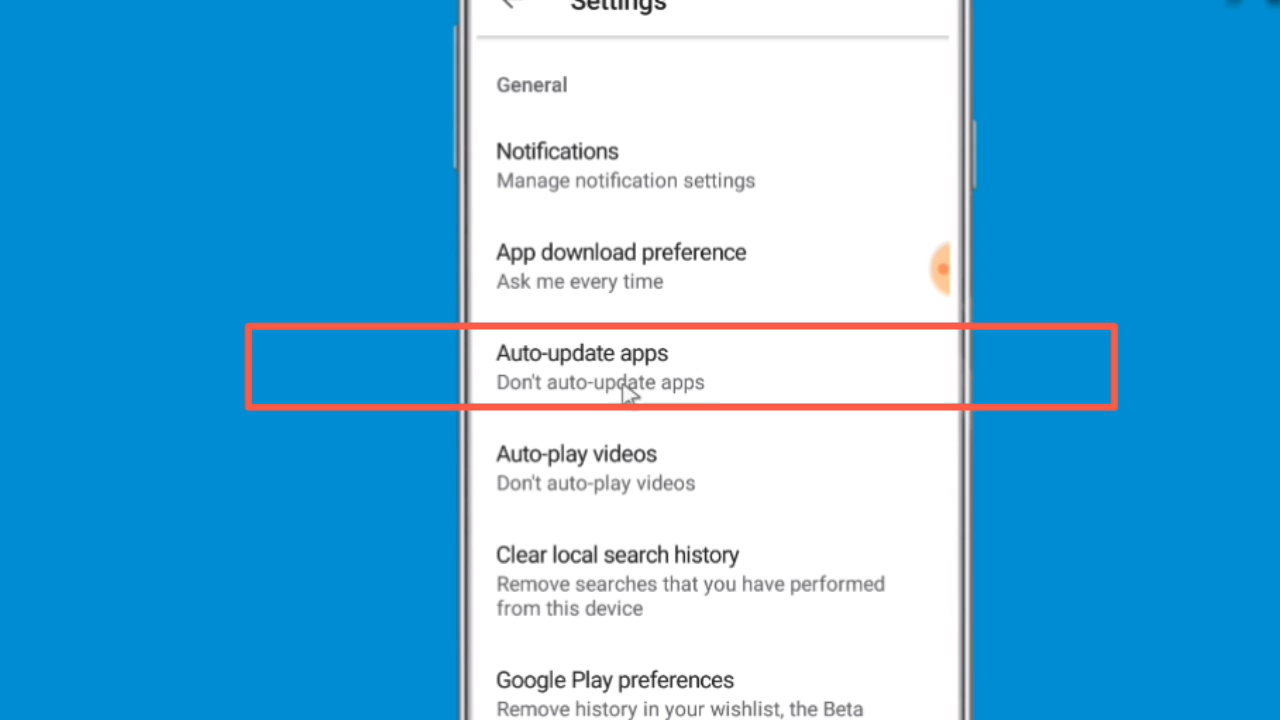 Settings
General
Notifications
Manage notification settings
App download preference
Ask me every time
Auto-update apps
Don't auto-update apps
Auto-play videos
Don't auto-play videos
Clear local search history
Remove searches that you have performed
from this device
Google Play preferences
Remove history in your wishlist, the Beta